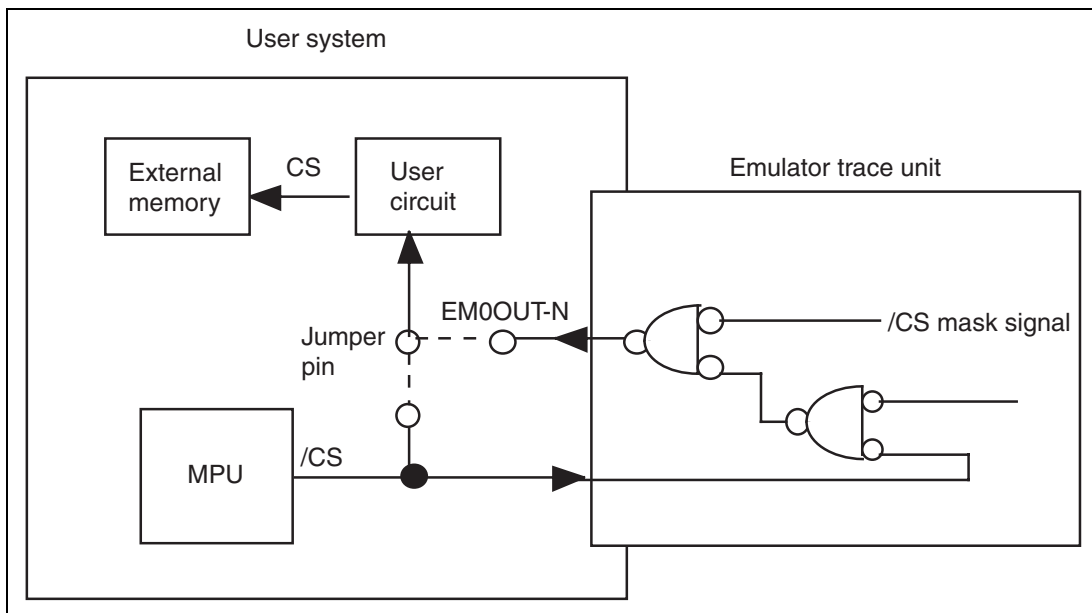 User system
External
memory
CS
User
circuit
Emulator trace unit
EM0OUT-N
/CS mask signal
Jumper
pin
/CS
MPU